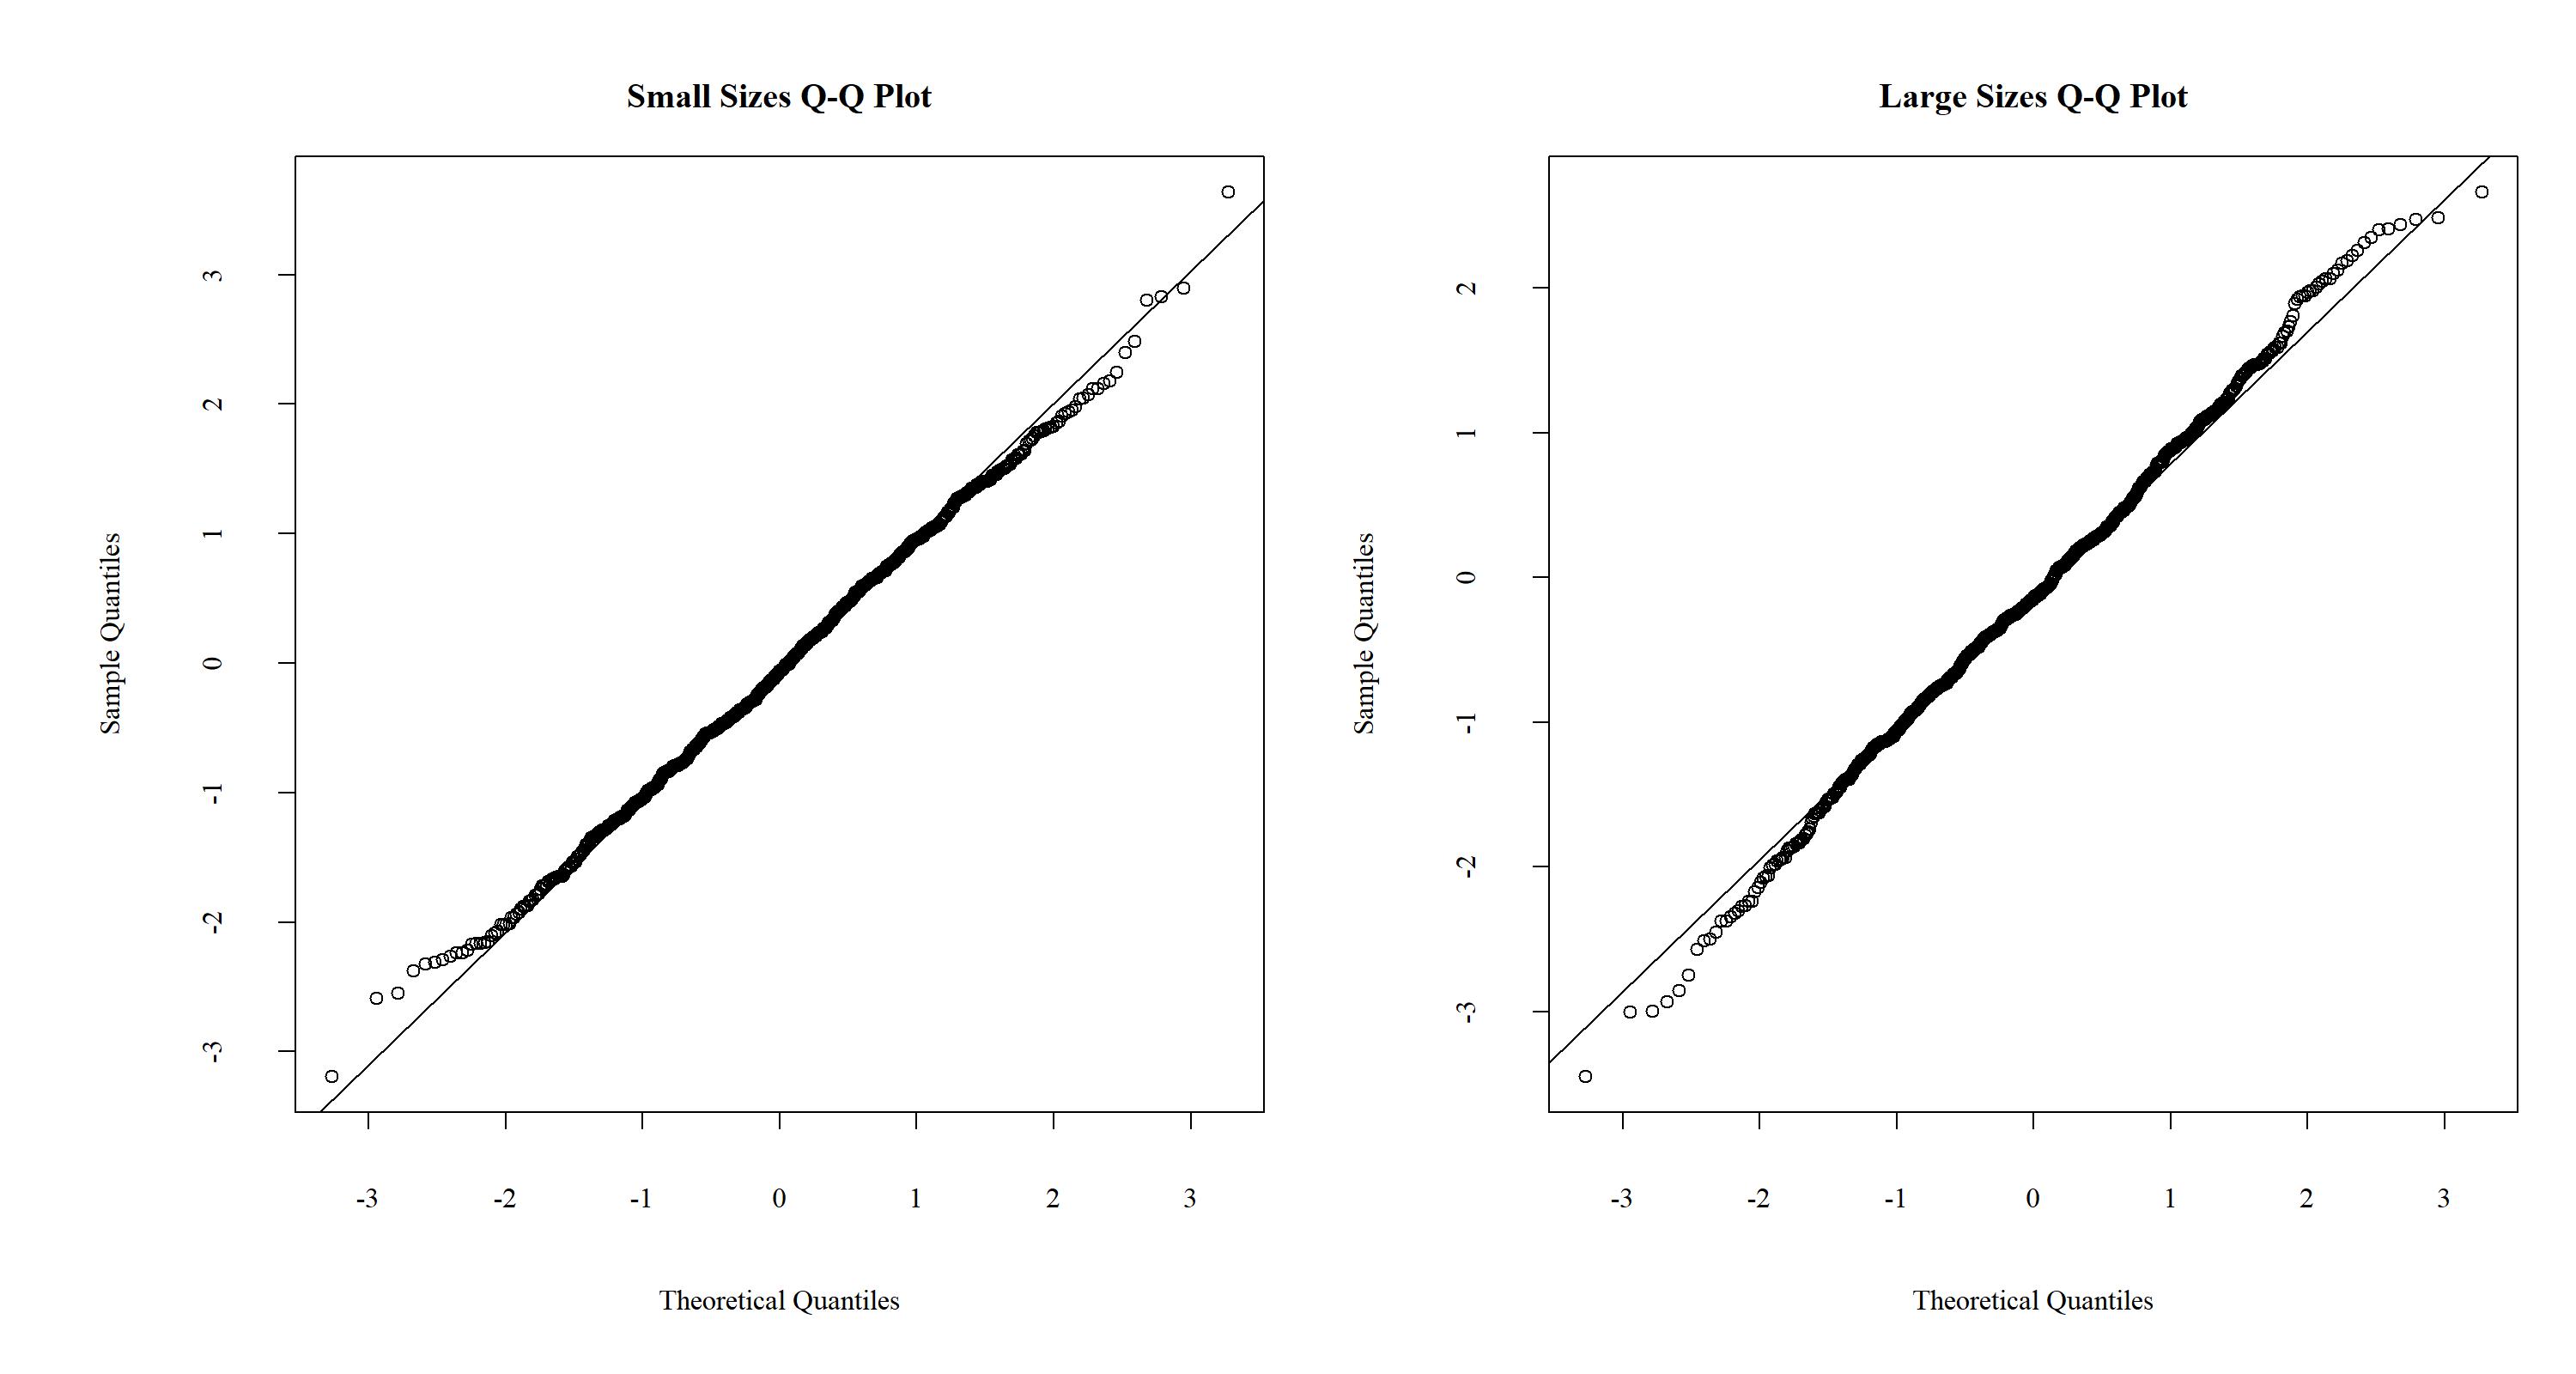 Small Sizes Q-Q Plot
Sample Quantiles
3
2
1
0
-1
-2
-3
-3 -2 -1 0 1 2 3
Theoretical Quantiles
Large Sizes Q-Q Plot
Sample Quantiles
2
1
0
-1
-2
-3
-3 -2 -1 0 1 2 3
Theoretical Quantiles